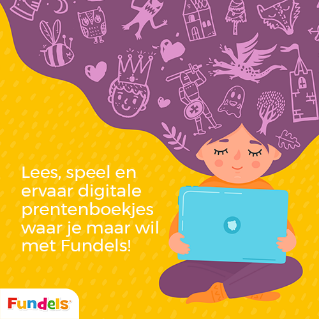 Lees, speel en
ervaar digitale
prentenboekjes
waar je maar wil
met Fundels!
Fundels